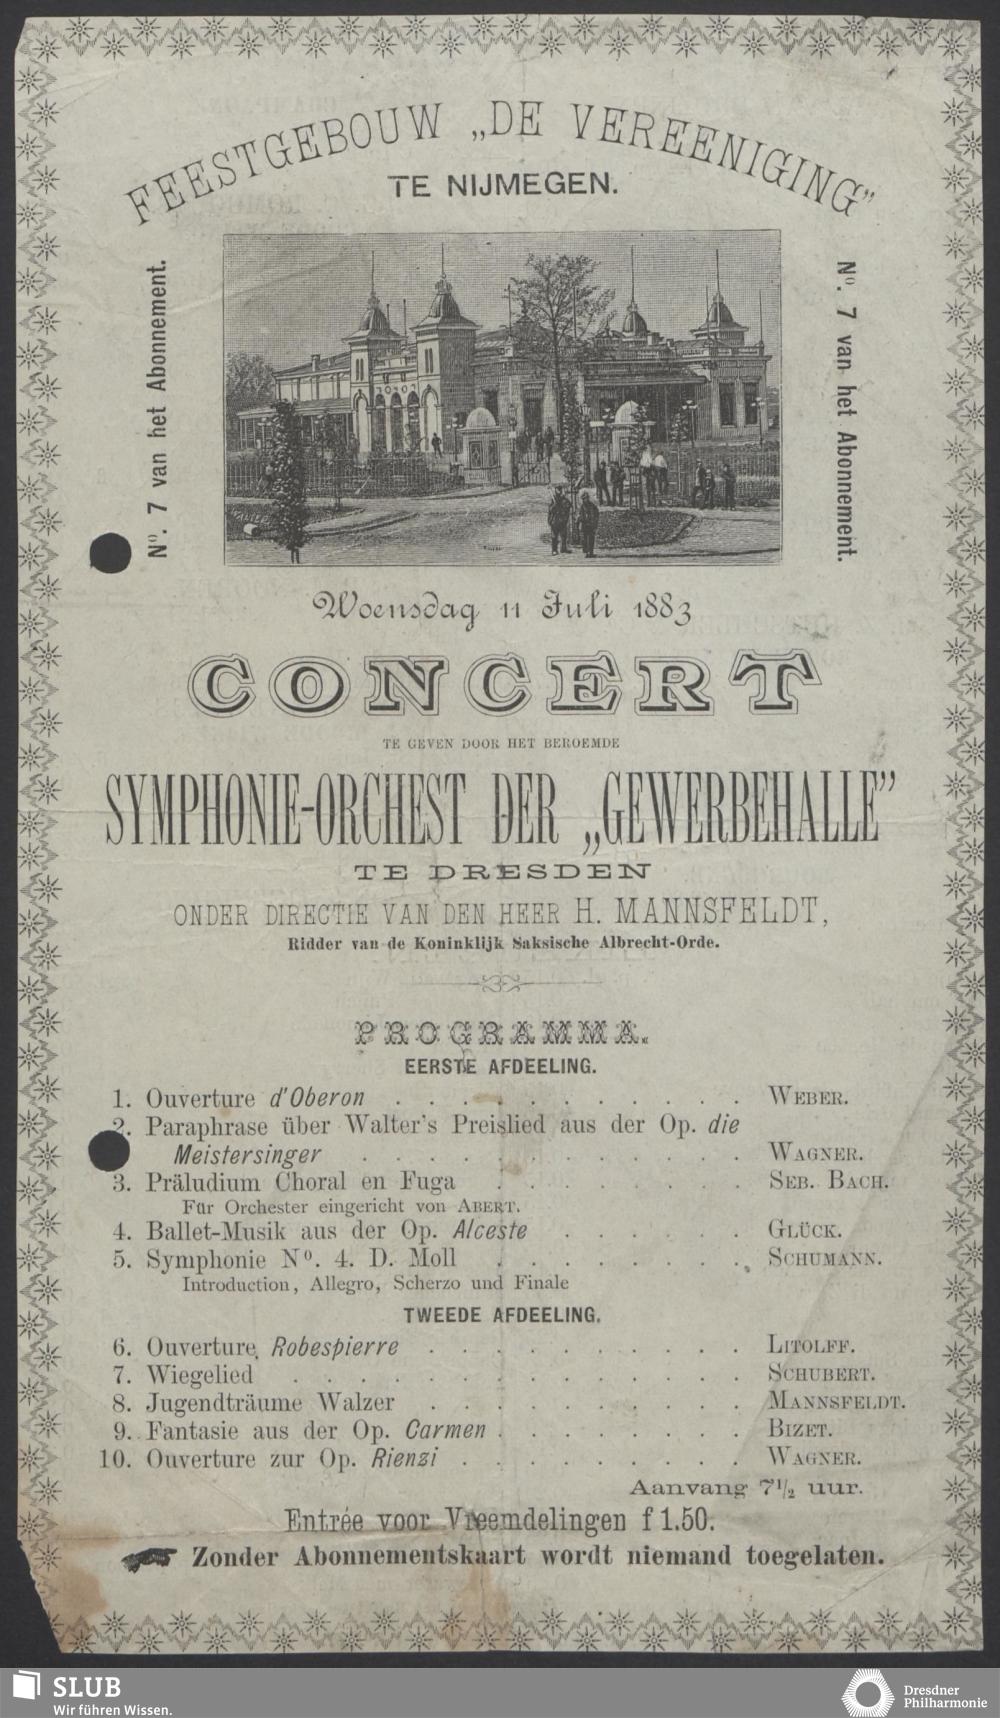 FEESTGEBOUW „DE VEREENIGING"
TE NIJMEGEN.
No. 7 van het Abonnement.
No. 7 van het Abonnement.
Woensdag 11 Juli 1883
CONCERT
TE GEVEN DOOR HET BEROEMDE
SYMPHONIE-ORCHEST DER „GEWERBEHALLE"
TE DRESDEN
ONDER DIRECTIE VAN DEN HEER H. MANNSFELDT,
Ridder van de Koninklijk Saksische Albrecht-Orde.
PROGRAMMA.
EERSTE AFDEELING.
1. Ouverture d'Oberon . . . . . . . . . . . . WEBER.
2. Paraphrase über Walter's Preislied aus der Op. die
Meistersinger . . . . . . . . . . . . . WAGNER.
3. Präludium Choral en Fuga . . . . . . . . . SEB. BACH.
Für Orchester eingericht von ABERT.
4. Ballet-Musik aus der Op. Alceste . . . . . . GLÜCK.
5. Symphonie No. 4. D. Moll . . . . . . . . . SCHUMANN.
Introduction, Allegro, Scherzo und Finale
TWEEDE AFDEELING.
6. Ouverture, Robespierre . . . . . . . . . . . LITOLFF.
7. Wiegelied . . . . . . . . . . . . . . . SCHUBERT.
8. Jugendträume Walzer . . . . . . . . . . . MANNSFELDT.
9. Fantasie aus der Op. Carmen . . . . . . . . BIZET.
10. Ouverture zur Op. Rienzi . . . . . . . . . WAGNER.
Aanvang 7 1/2 uur.
Entrée voor Vreemdelingen f 1.50.
Zonder Abonnementskaart wordt niemand toegelaten.
SLUB
Wir führen Wissen.
Dresdner
Philharmonie